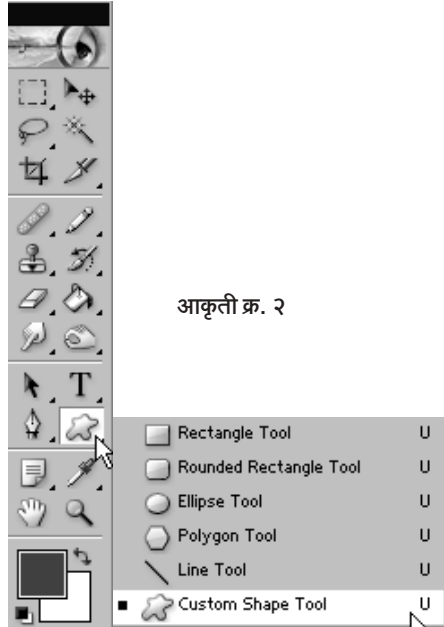 आकृती क्र. २
T
Rectangle Tool U
Rounded Rectangle Tool U
Ellipse Tool U
Polygon Tool U
Line Tool U
Custom Shape Tool U